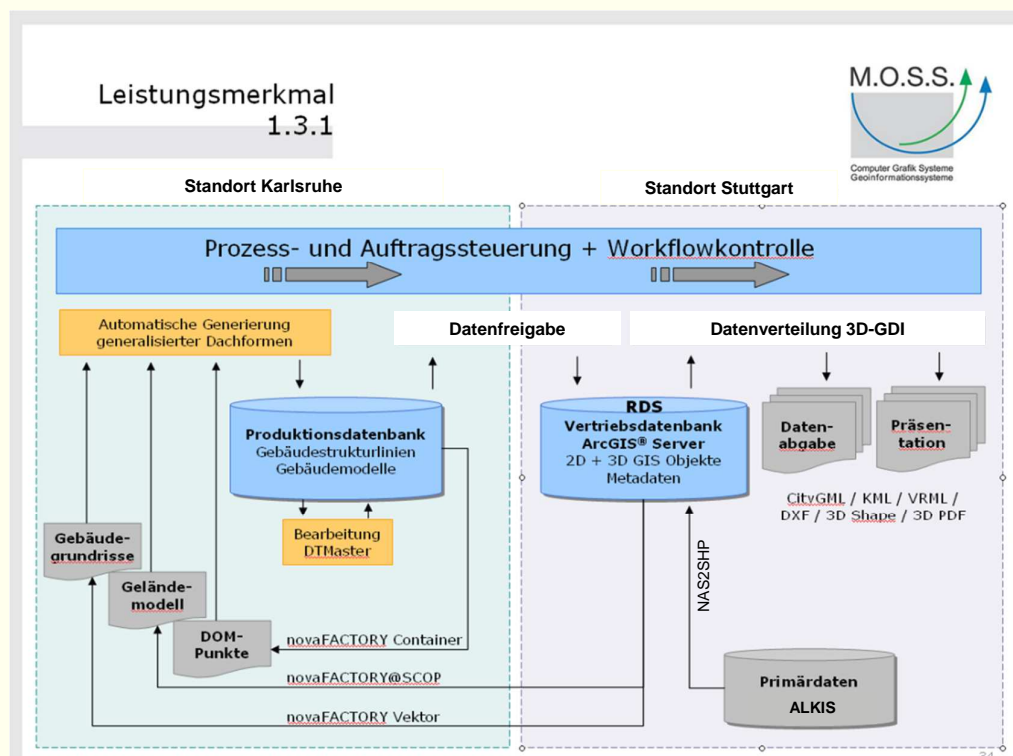 Leistungsmerkmal
1.3.1
M.O.S.S.
Computer Grafik Systeme
Geoinformationssysteme
Standort Karlsruhe
Standort Stuttgart
Prozess- und Auftragssteuerung + Workflowkontrolle
Automatische Generierung
generalisierter Dachformen
Datenfreigabe
Datenverteilung 3D-GDI
Produktionsdatenbank
Gebäudestrukturlinien
Gebäudemodelle
RDS
Vertriebsdatenbank
ArcGIS® Server
2D + 3D GIS Objekte
Metadaten
Daten-
abgabe
Präsen-
tation
CityGML / KML / VRML /
DXF / 3D Shape / 3D PDF
Bearbeitung
DTMaster
Gebäude-
grundrisse
Gelände-
modell
DOM-
Punkte
novaFACTORY Container
novaFACTORY@SCOP
novaFACTORY Vektor
NAS2SHP
Primärdaten
ALKIS
34